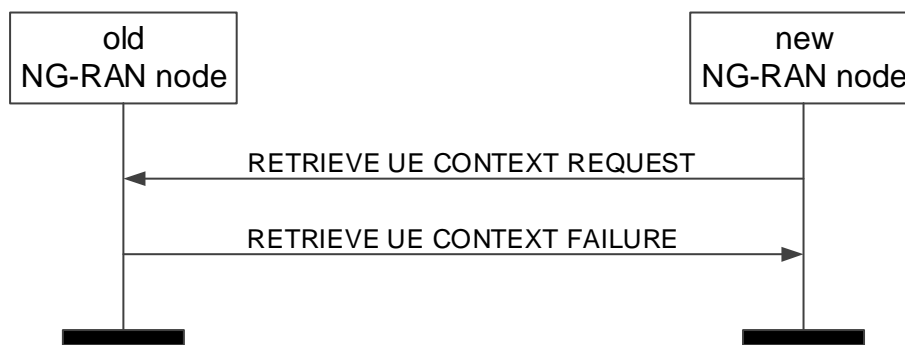 old
NG-RAN node
new
NG-RAN node
RETRIEVE UE CONTEXT REQUEST
RETRIEVE UE CONTEXT FAILURE